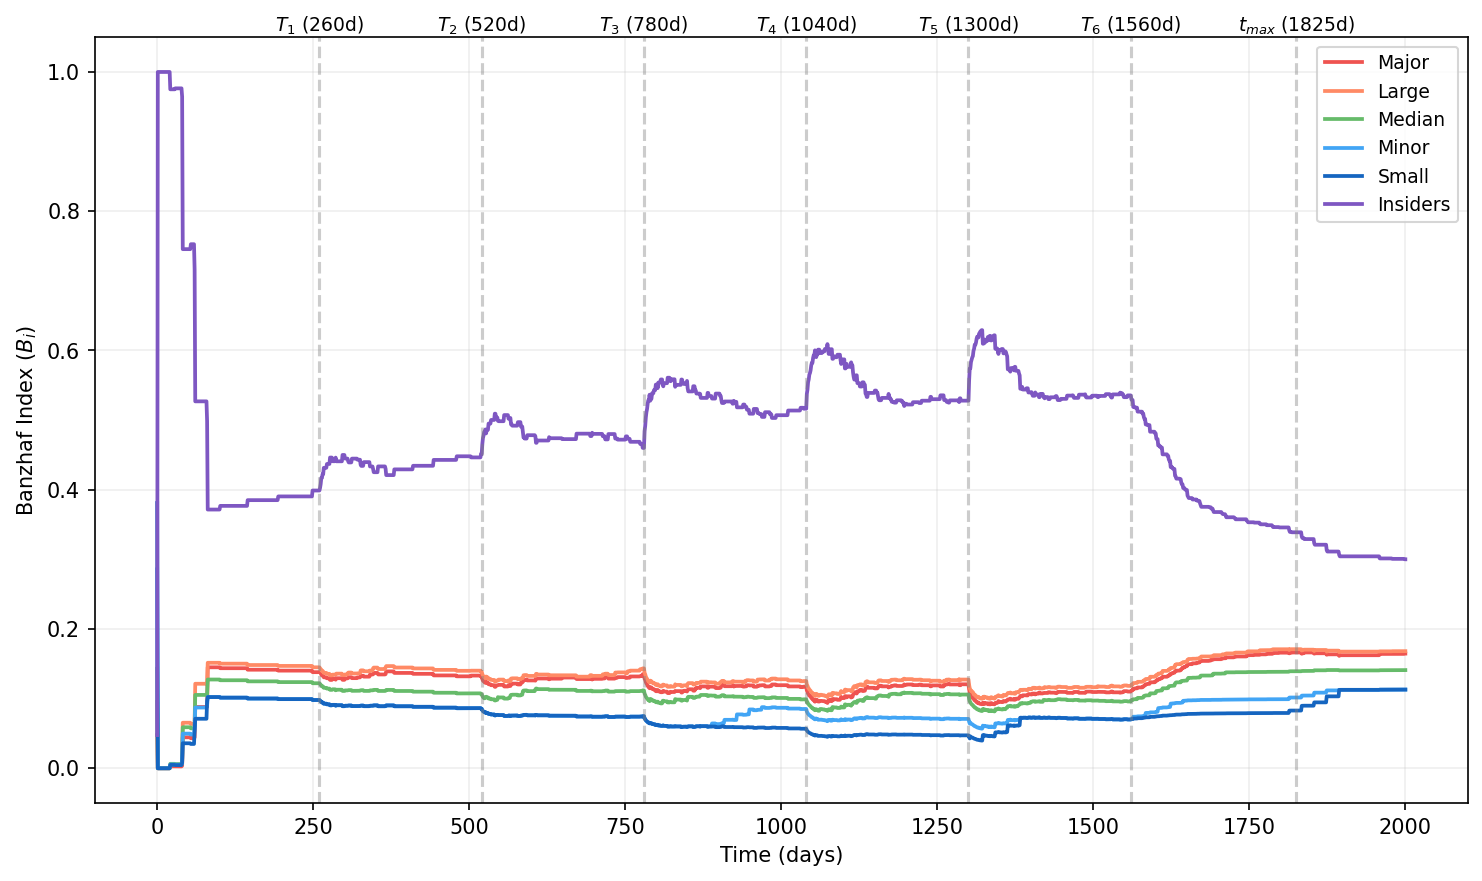 T₁ (260d) T₂ (520d) T₃ (780d) T₄ (1040d) T₅ (1300d) T₆ (1560d) tₘₐₓ (1825d)
Major
Large
Median
Minor
Small
Insiders
1.0
0.8
0.6
0.4
0.2
0.0
Banzhaf Index (Bᵢ)
0 250 500 750 1000 1250 1500 1750 2000
Time (days)